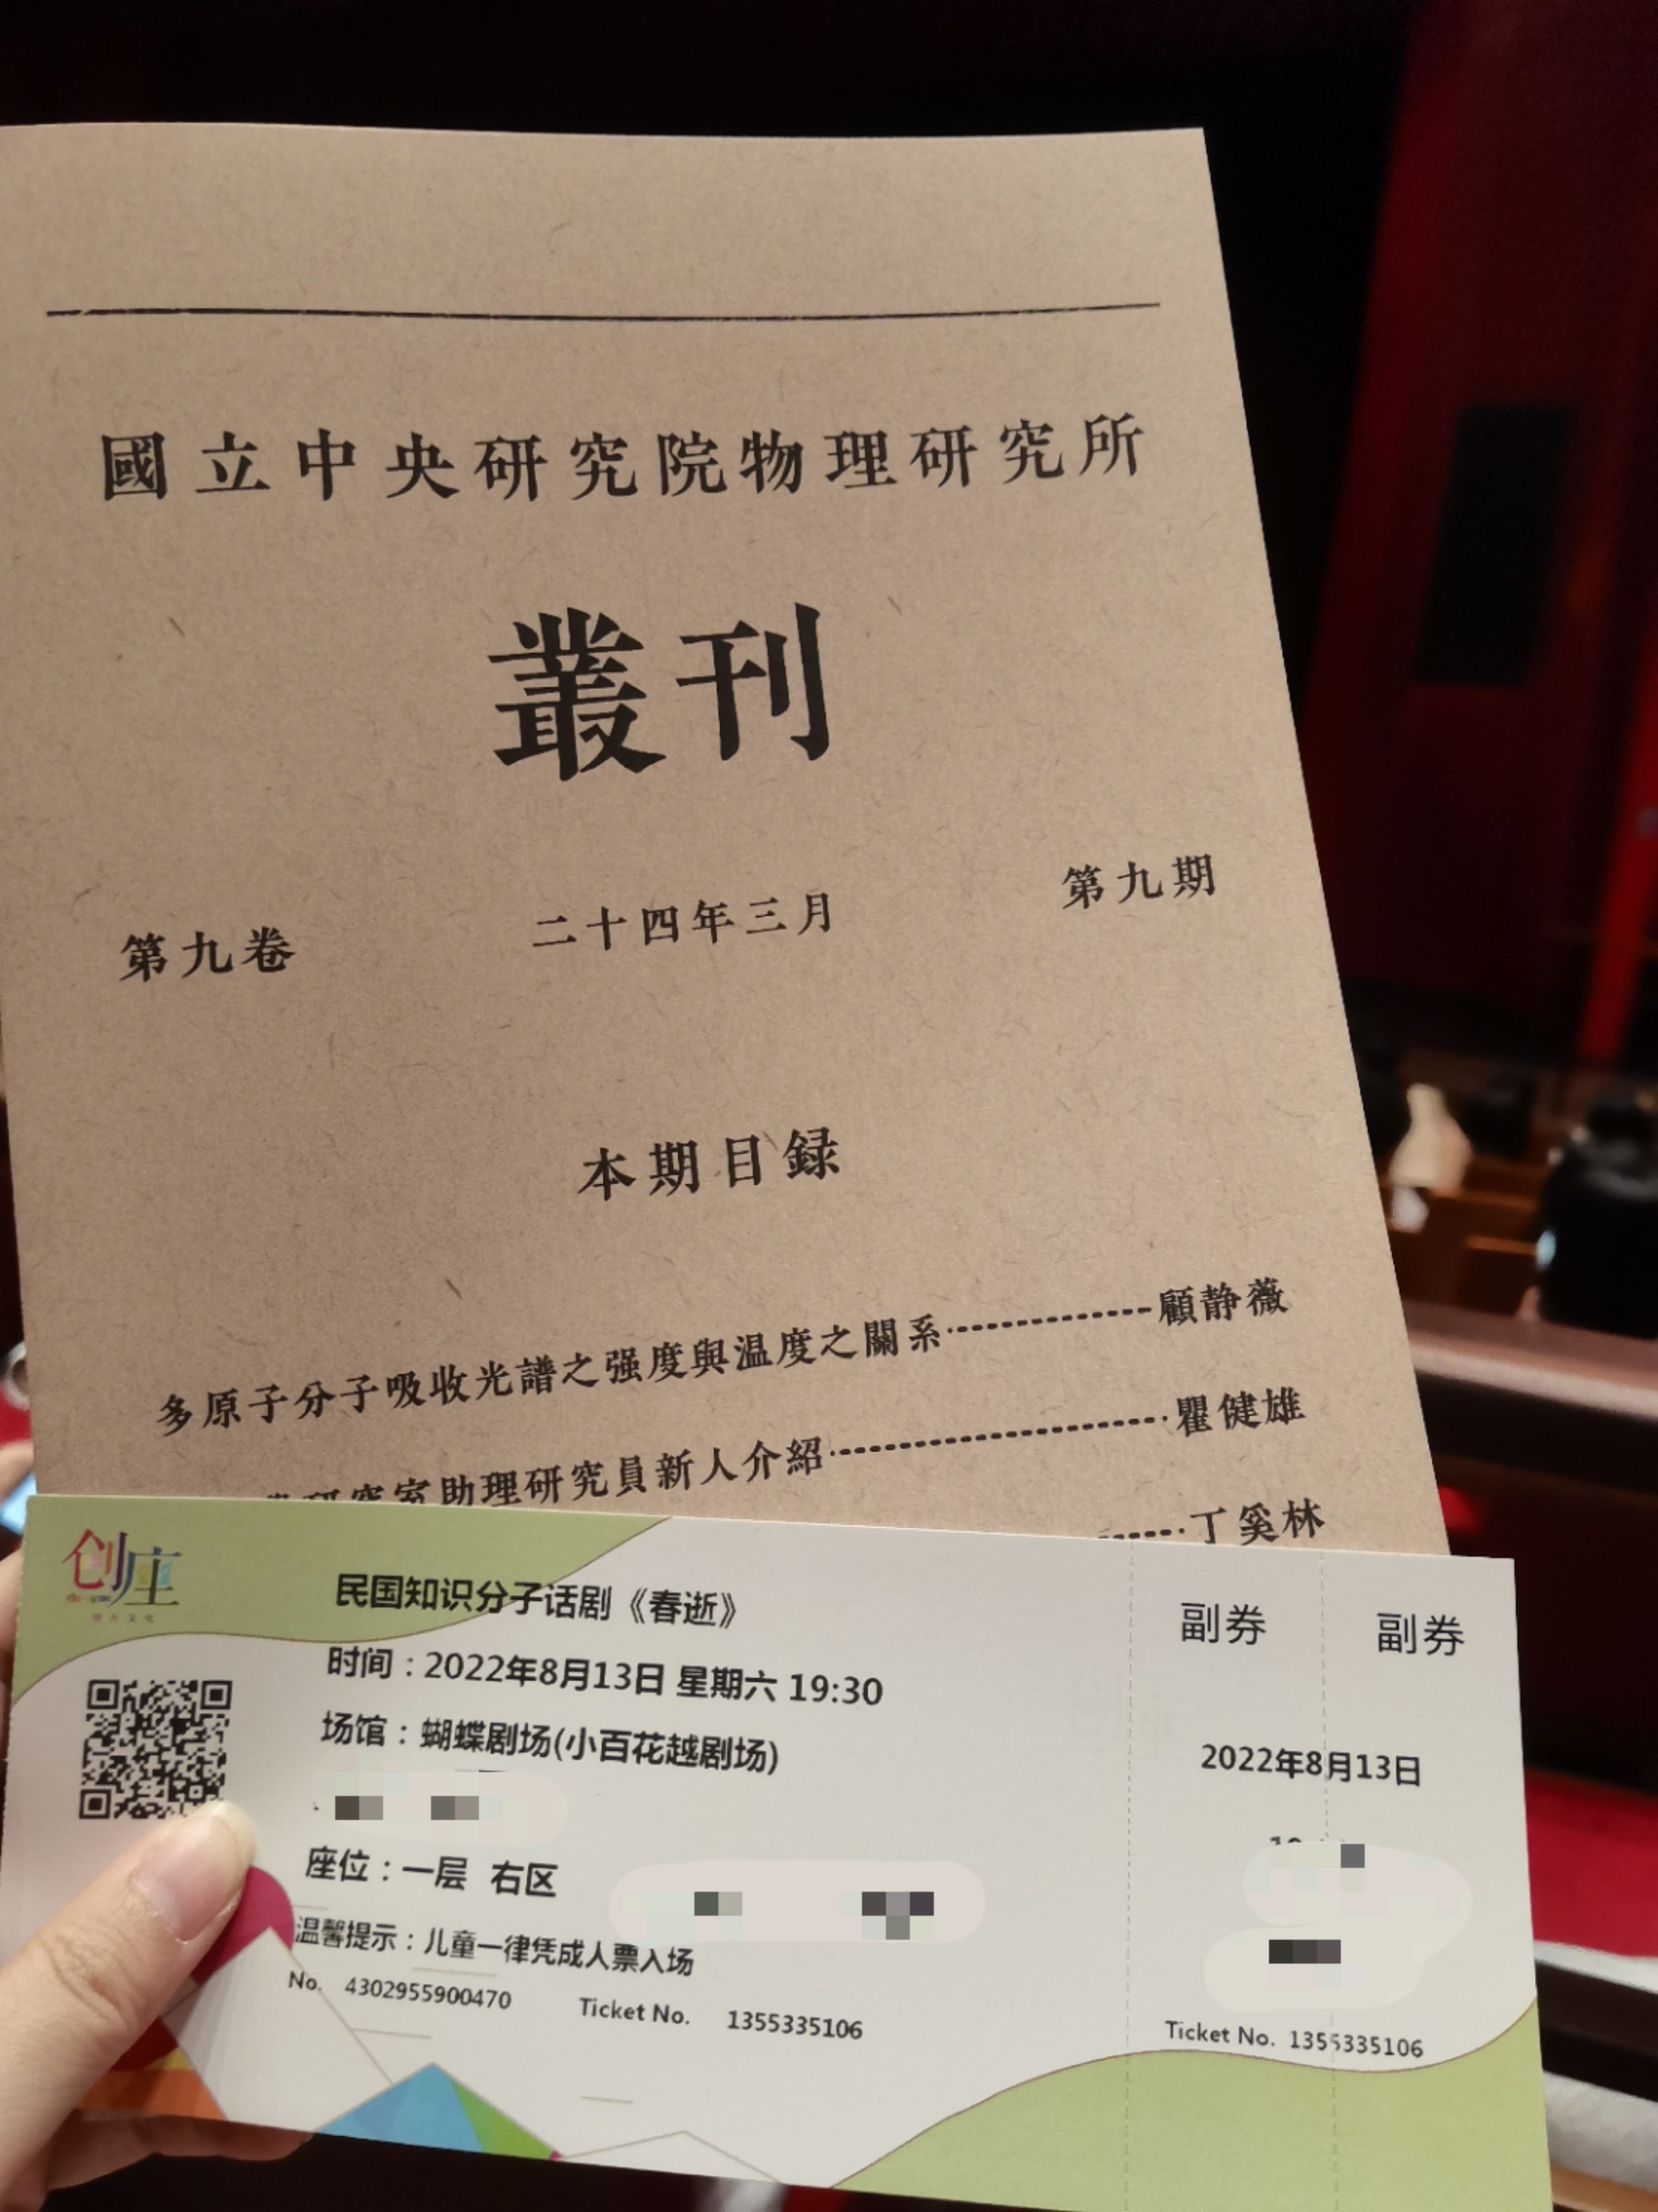 國立中央研究院物理研究所
叢刊
第九卷 二十四年三月 第九期
本期目録
多原子分子吸收光譜之强度與温度之關系 顧静薇
研究室助理研究員新人介紹 瞿健雄
丁奚林
创座
民国知识分子话剧《春逝》
时间：2022年8月13日 星期六 19:30
场馆：蝴蝶剧场(小百花越剧场)
座位：一层 右区
温馨提示：儿童一律凭成人票入场
No. 4302955900470 Ticket No. 1355335106
副券 副券
2022年8月13日
Ticket No. 1355335106